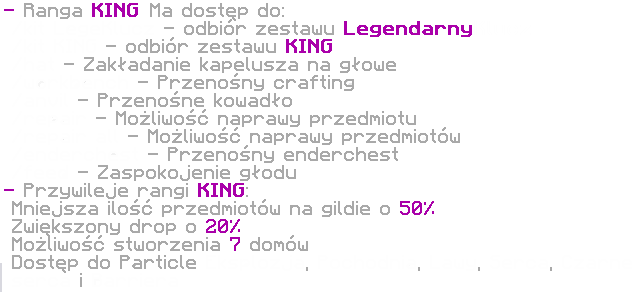 - Ranga KING Ma dostęp do:
- odbiór zestawu Legendarny
- odbiór zestawu KING
- Zakładanie kapelusza na głowe
- Przenośny crafting
- Przenośne kowadło
- Możliwość naprawy przedmiotu
- Możliwość naprawy przedmiotów
- Przenośny enderchest
- Zaspokojenie głodu
- Przywileje rangi KING:
Mniejsza ilość przedmiotów na gildie o 50%
Zwiększony drop o 20%
Możliwość stworzenia 7 domów
Dostęp do Particle , , , ,
i